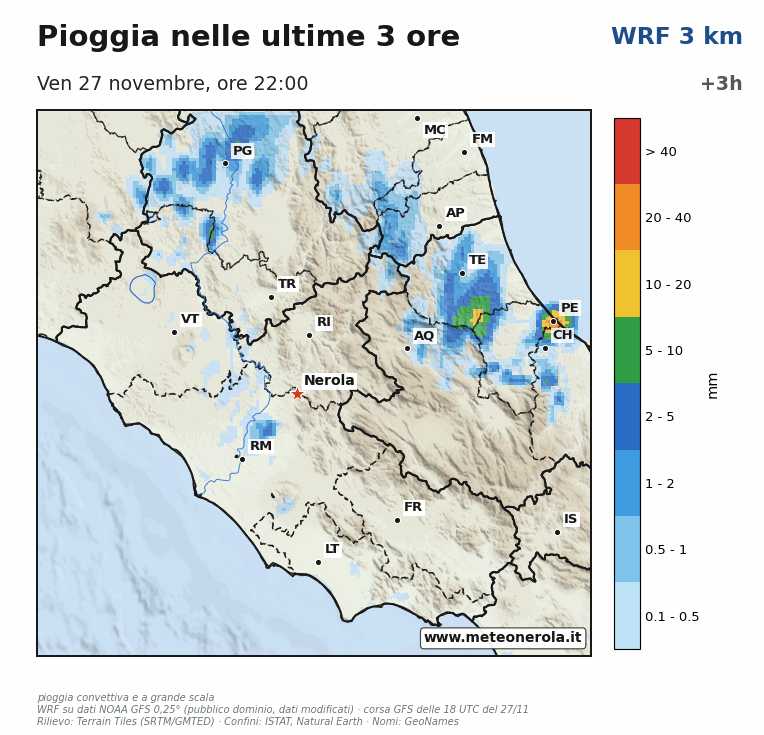 Pioggia nelle ultime 3 ore
WRF 3 km
Ven 27 novembre, ore 22:00
+3h
MC
FM
PG
AP
TE
TR
PE
VT
RI
AQ
CH
Nerola
RM
FR
IS
LT
www.meteonerola.it
> 40
20 - 40
10 - 20
5 - 10
2 - 5
1 - 2
0.5 - 1
0.1 - 0.5
mm
pioggia convettiva e a grande scala
WRF su dati NOAA GFS 0,25° (pubblico dominio, dati modificati) · corsa GFS delle 18 UTC del 27/11
Rilievo: Terrain Tiles (SRTM/GMTED) · Confini: ISTAT, Natural Earth · Nomi: GeoNames